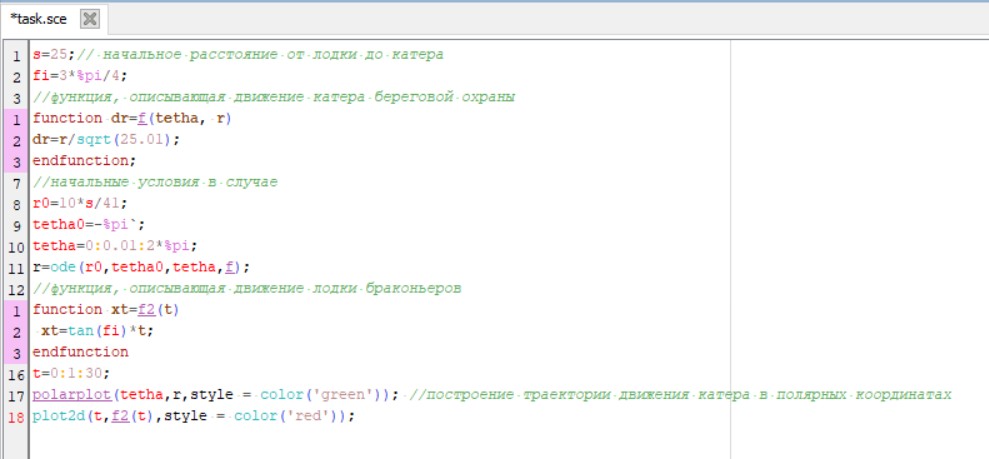 *task.sce
1 s=25;// начальное расстояние от лодки до катера
2 fi=3*%pi/4;
3 //функция, описывающая движение катера береговой охраны
1 function dr=f(tetha, r)
2 dr=r/sqrt(25.01);
3 endfunction;
7 //начальные условия в случае
8 r0=10*s/41;
9 tetha0=-%pi`;
10 tetha=0:0.01:2*%pi;
11 r=ode(r0,tetha0,tetha,f);
12 //функция, описывающая движение лодки браконьеров
1 function xt=f2(t)
2 xt=tan(fi)*t;
3 endfunction
16 t=0:1:30;
17 polarplot(tetha,r,style = color('green')); //построение траектории движения катера в полярных координатах
18 plot2d(t,f2(t),style = color('red'));